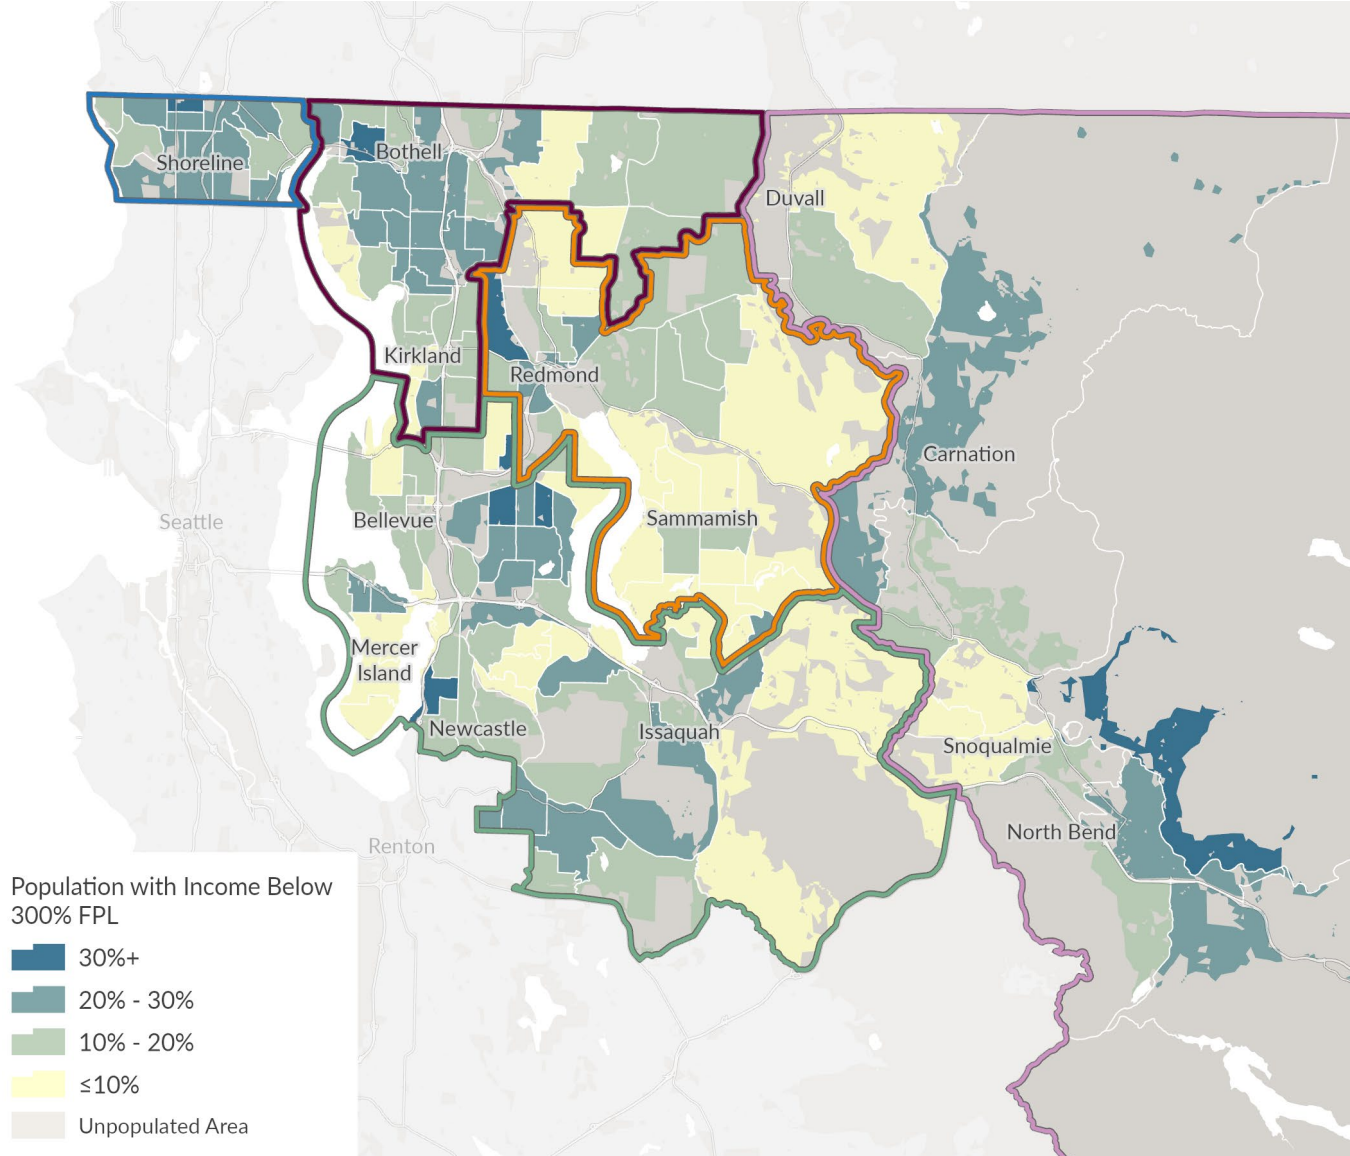 Bothell
Shoreline
Duvall
Kirkland
Redmond
Carnation
Seattle
Bellevue
Sammamish
Mercer
Island
Newcastle
Issaquah
Snoqualmie
North Bend
Renton
Population with Income Below
300% FPL
30%+
20% - 30%
10% - 20%
≤10%
Unpopulated Area